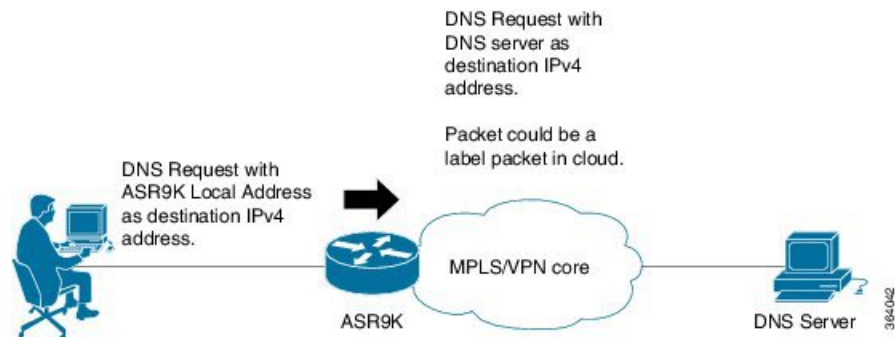 DNS Request with
DNS server as
destination IPv4
address.
Packet could be a
label packet in cloud.
DNS Request with
ASR9K Local Address
as destination IPv4
address.
MPLS/VPN core
ASR9K
DNS Server
364042